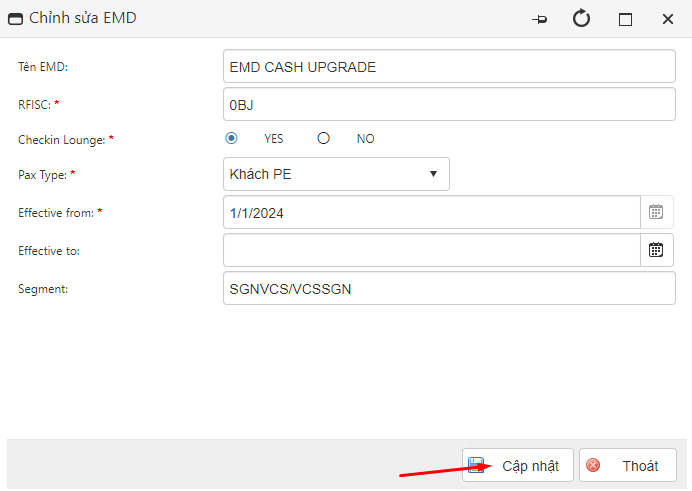 Chỉnh sửa EMD
Tên EMD: EMD CASH UPGRADE
RFISC: * 0BJ
Checkin Lounge: * YES NO
Pax Type: * Khách PE
Effective from: * 1/1/2024
Effective to:
Segment: SGNVCS/VCSSGN
Cập nhật Thoát